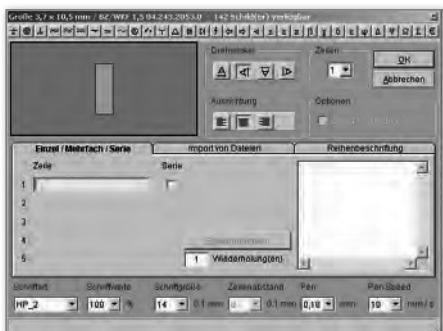 Größe 3,7 x 10,5 mm / BZ/WKF 1,5 04.243.2053.0 - 142 Schild(er) verfügbar
Drehwinkel
Zeilen
1
OK
Abbrechen
Ausrichtung
Optionen
Einzel / Mehrfach / Serie
Import von Dateien
Reihenbeschriftung
Zeile
Serie
1
2
3
4
5
1 Wiederholung(en)
Schriftart
Schriftweite
Schriftgröße
Zeilenabstand
Pen
Pen Speed
HP_2
100 %
14 0.1 mm
0.1 mm
0,18 mm
10 mm/s